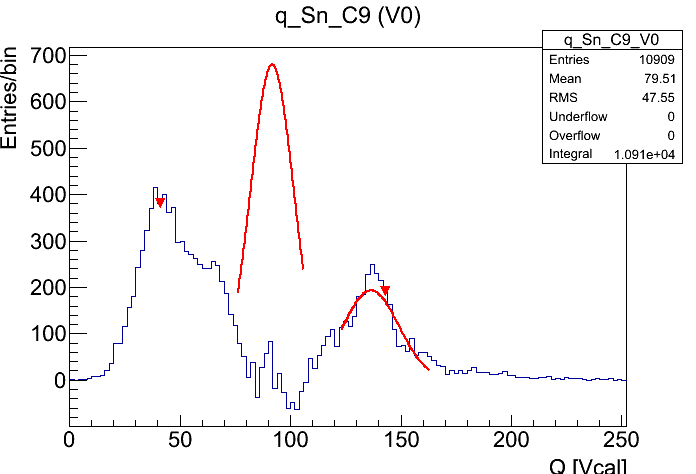 q_Sn_C9 (V0)
q_Sn_C9_V0
Entries 10909
Mean 79.51
RMS 47.55
Underflow 0
Overflow 0
Integral 1.091e+04
Entries/bin
700
600
500
400
300
200
100
0
0 50 100 150 200 250
Q [Vcal]